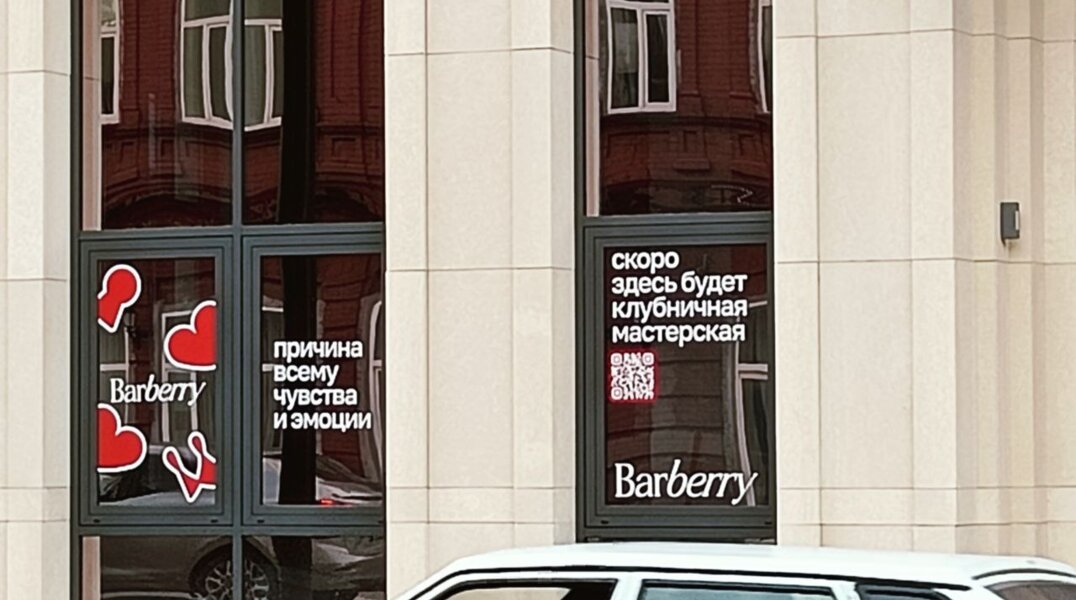 Barberry
причина
всему
чувства
и эмоции
скоро
здесь будет
клубничная
мастерская
Barberry